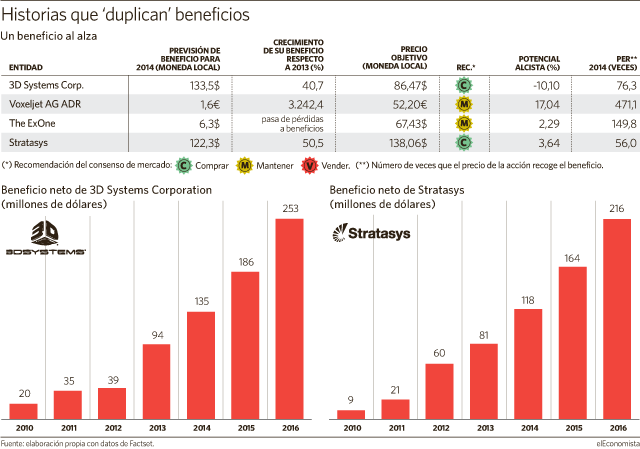 Historias que ‘duplican’ beneficios
Un beneficio al alza
ENTIDAD
PREVISIÓN DE
BENEFICIO PARA
2014 (MONEDA LOCAL)
CRECIMIENTO
DE SU BENEFICIO
RESPECTO
A 2013 (%)
PRECIO
OBJETIVO
(MONEDA LOCAL)
REC.*
POTENCIAL
ALCISTA (%)
PER**
2014 (VECES)
3D Systems Corp. 133,5$ 40,7 86,47$ C -10,10 76,3
Voxeljet AG ADR 1,6€ 3.242,4 52,20€ M 17,04 471,1
The ExOne 6,3$ pasa de pérdidas a beneficios 67,43$ M 2,29 149,8
Stratasys 122,3$ 50,5 138,06$ C 3,64 56,0
(*) Recomendación del consenso de mercado: C Comprar M Mantener V Vender. (**) Número de veces que el precio de la acción recoge el beneficio.
Beneficio neto de 3D Systems Corporation
(millones de dólares)
3D
3DSYSTEMS
20 35 39 94 135 186 253
2010 2011 2012 2013 2014 2015 2016
Beneficio neto de Stratasys
(millones de dólares)
Stratasys
9 21 60 81 118 164 216
2010 2011 2012 2013 2014 2015 2016
Fuente: elaboración propia con datos de Factset.
elEconomista